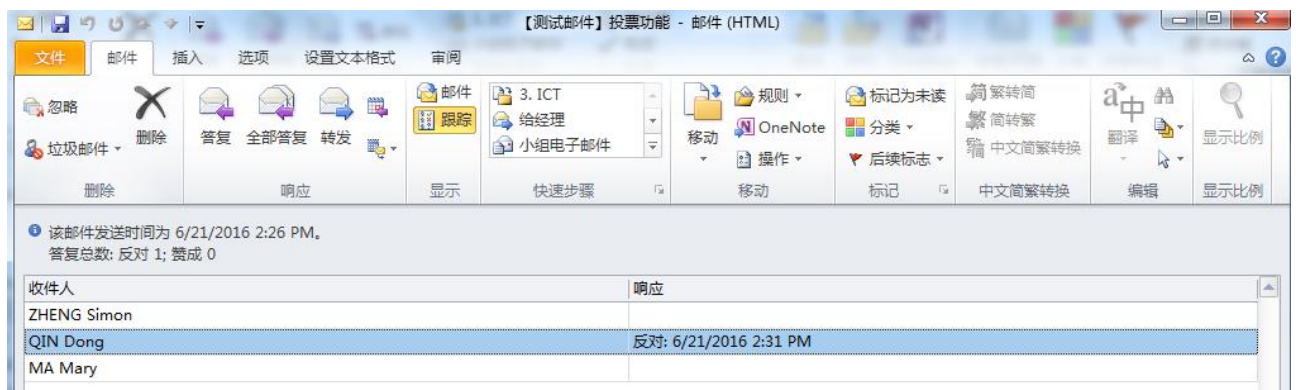 【测试邮件】投票功能 - 邮件 (HTML)
文件 邮件 插入 选项 设置文本格式 审阅
忽略
垃圾邮件
删除
删除
答复 全部答复 转发
响应
邮件
跟踪
显示
3. ICT
给经理
小组电子邮件
快速步骤
移动
规则
OneNote
操作
移动
标记为未读
分类
后续标志
标记
简 繁转简
繁 简转繁
中文简繁转换
中文简繁转换
翻译
编辑
显示比例
显示比例
该邮件发送时间为 6/21/2016 2:26 PM。
答复总数: 反对 1; 赞成 0
收件人 响应
ZHENG Simon
QIN Dong 反对: 6/21/2016 2:31 PM
MA Mary